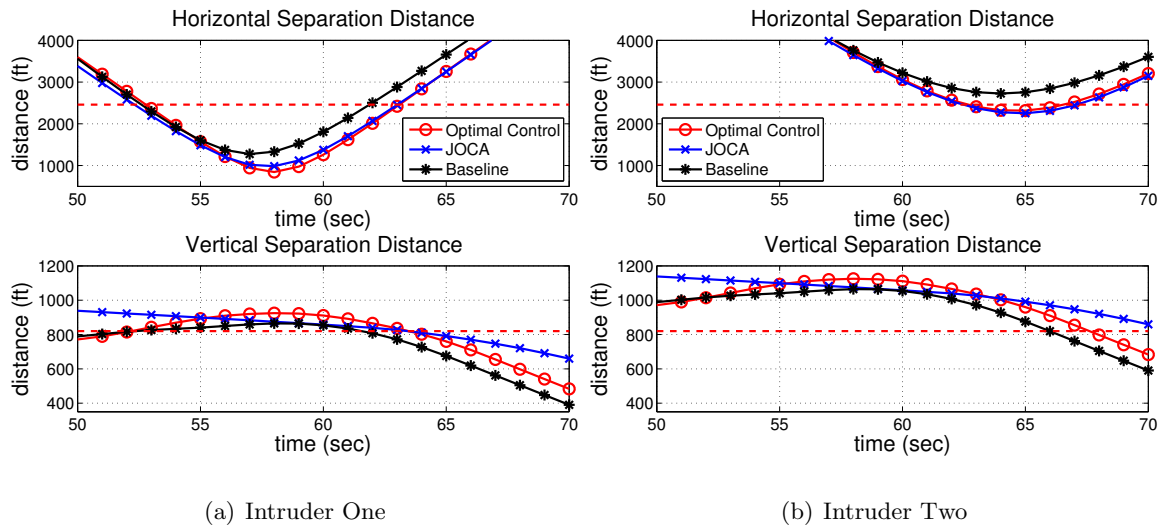 Horizontal Separation Distance
4000
3000
2000
1000
distance (ft)
Optimal Control
JOCA
Baseline
50
55
60
65
70
time (sec)
Vertical Separation Distance
1200
1000
800
600
400
distance (ft)
50
55
60
65
70
time (sec)
(a) Intruder One
Horizontal Separation Distance
4000
3000
2000
1000
distance (ft)
Optimal Control
JOCA
Baseline
50
55
60
65
70
time (sec)
Vertical Separation Distance
1200
1000
800
600
400
distance (ft)
50
55
60
65
70
time (sec)
(b) Intruder Two